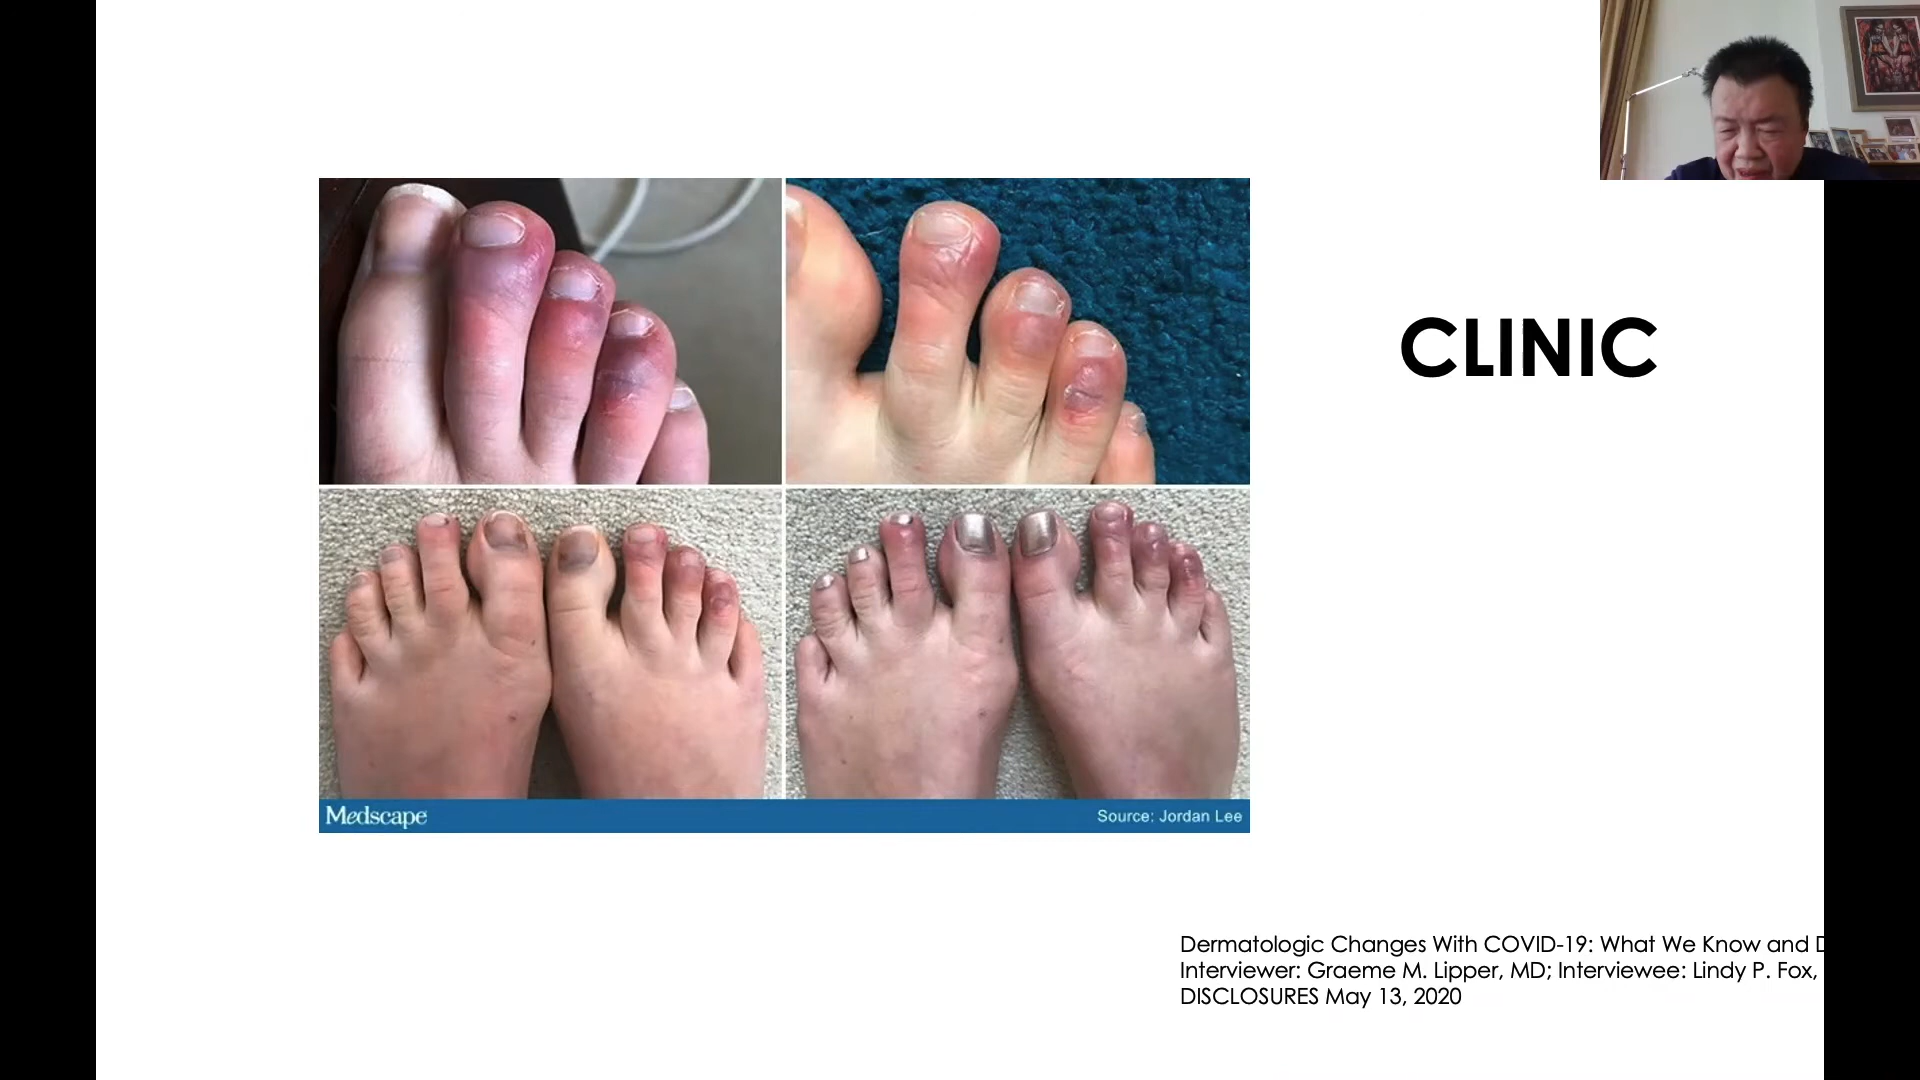 CLINIC
Medscape
Source: Jordan Lee
Dermatologic Changes With COVID-19: What We Know and
Interviewer: Graeme M. Lipper, MD; Interviewee: Lindy P. Fox,
DISCLOSURES May 13, 2020